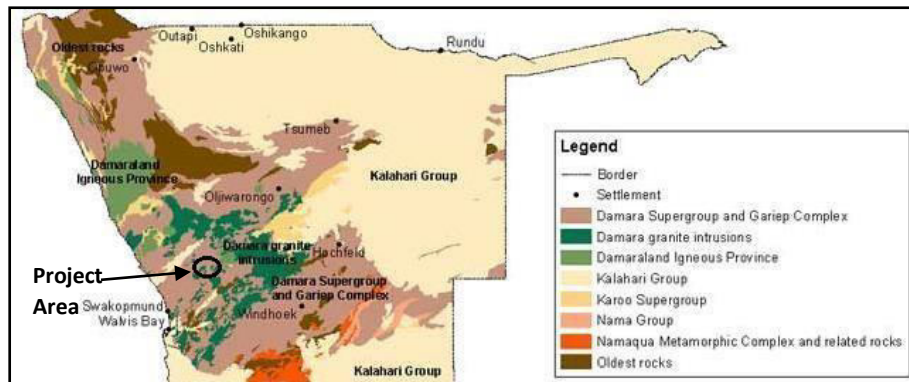 Outapi
Oshikango
Oshkati
Rundu
Oldest rocks
Opuwo
Tsumeb
Damaraland
Igneous Province
Kalahari Group
Otjiwarongo
Damara granite
intrusions
Hochfeld
Project
Area
Damara Supergroup
and Gariep Complex
Swakopmund
Walvis Bay
Windhoek
Kalahari Group
Legend
Border
Settlement
Damara Supergroup and Gariep Complex
Damara granite intrusions
Damaraland Igneous Province
Kalahari Group
Karoo Supergroup
Nama Group
Namaqua Metamorphic Complex and related rocks
Oldest rocks